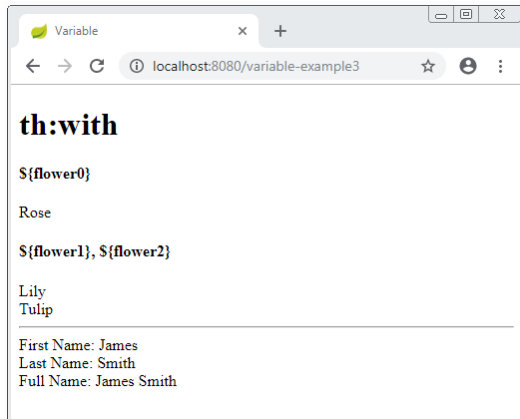 Variable
localhost:8080/variable-example3
th:with
${flower0}
Rose
${flower1}, ${flower2}
Lily
Tulip
First Name: James
Last Name: Smith
Full Name: James Smith